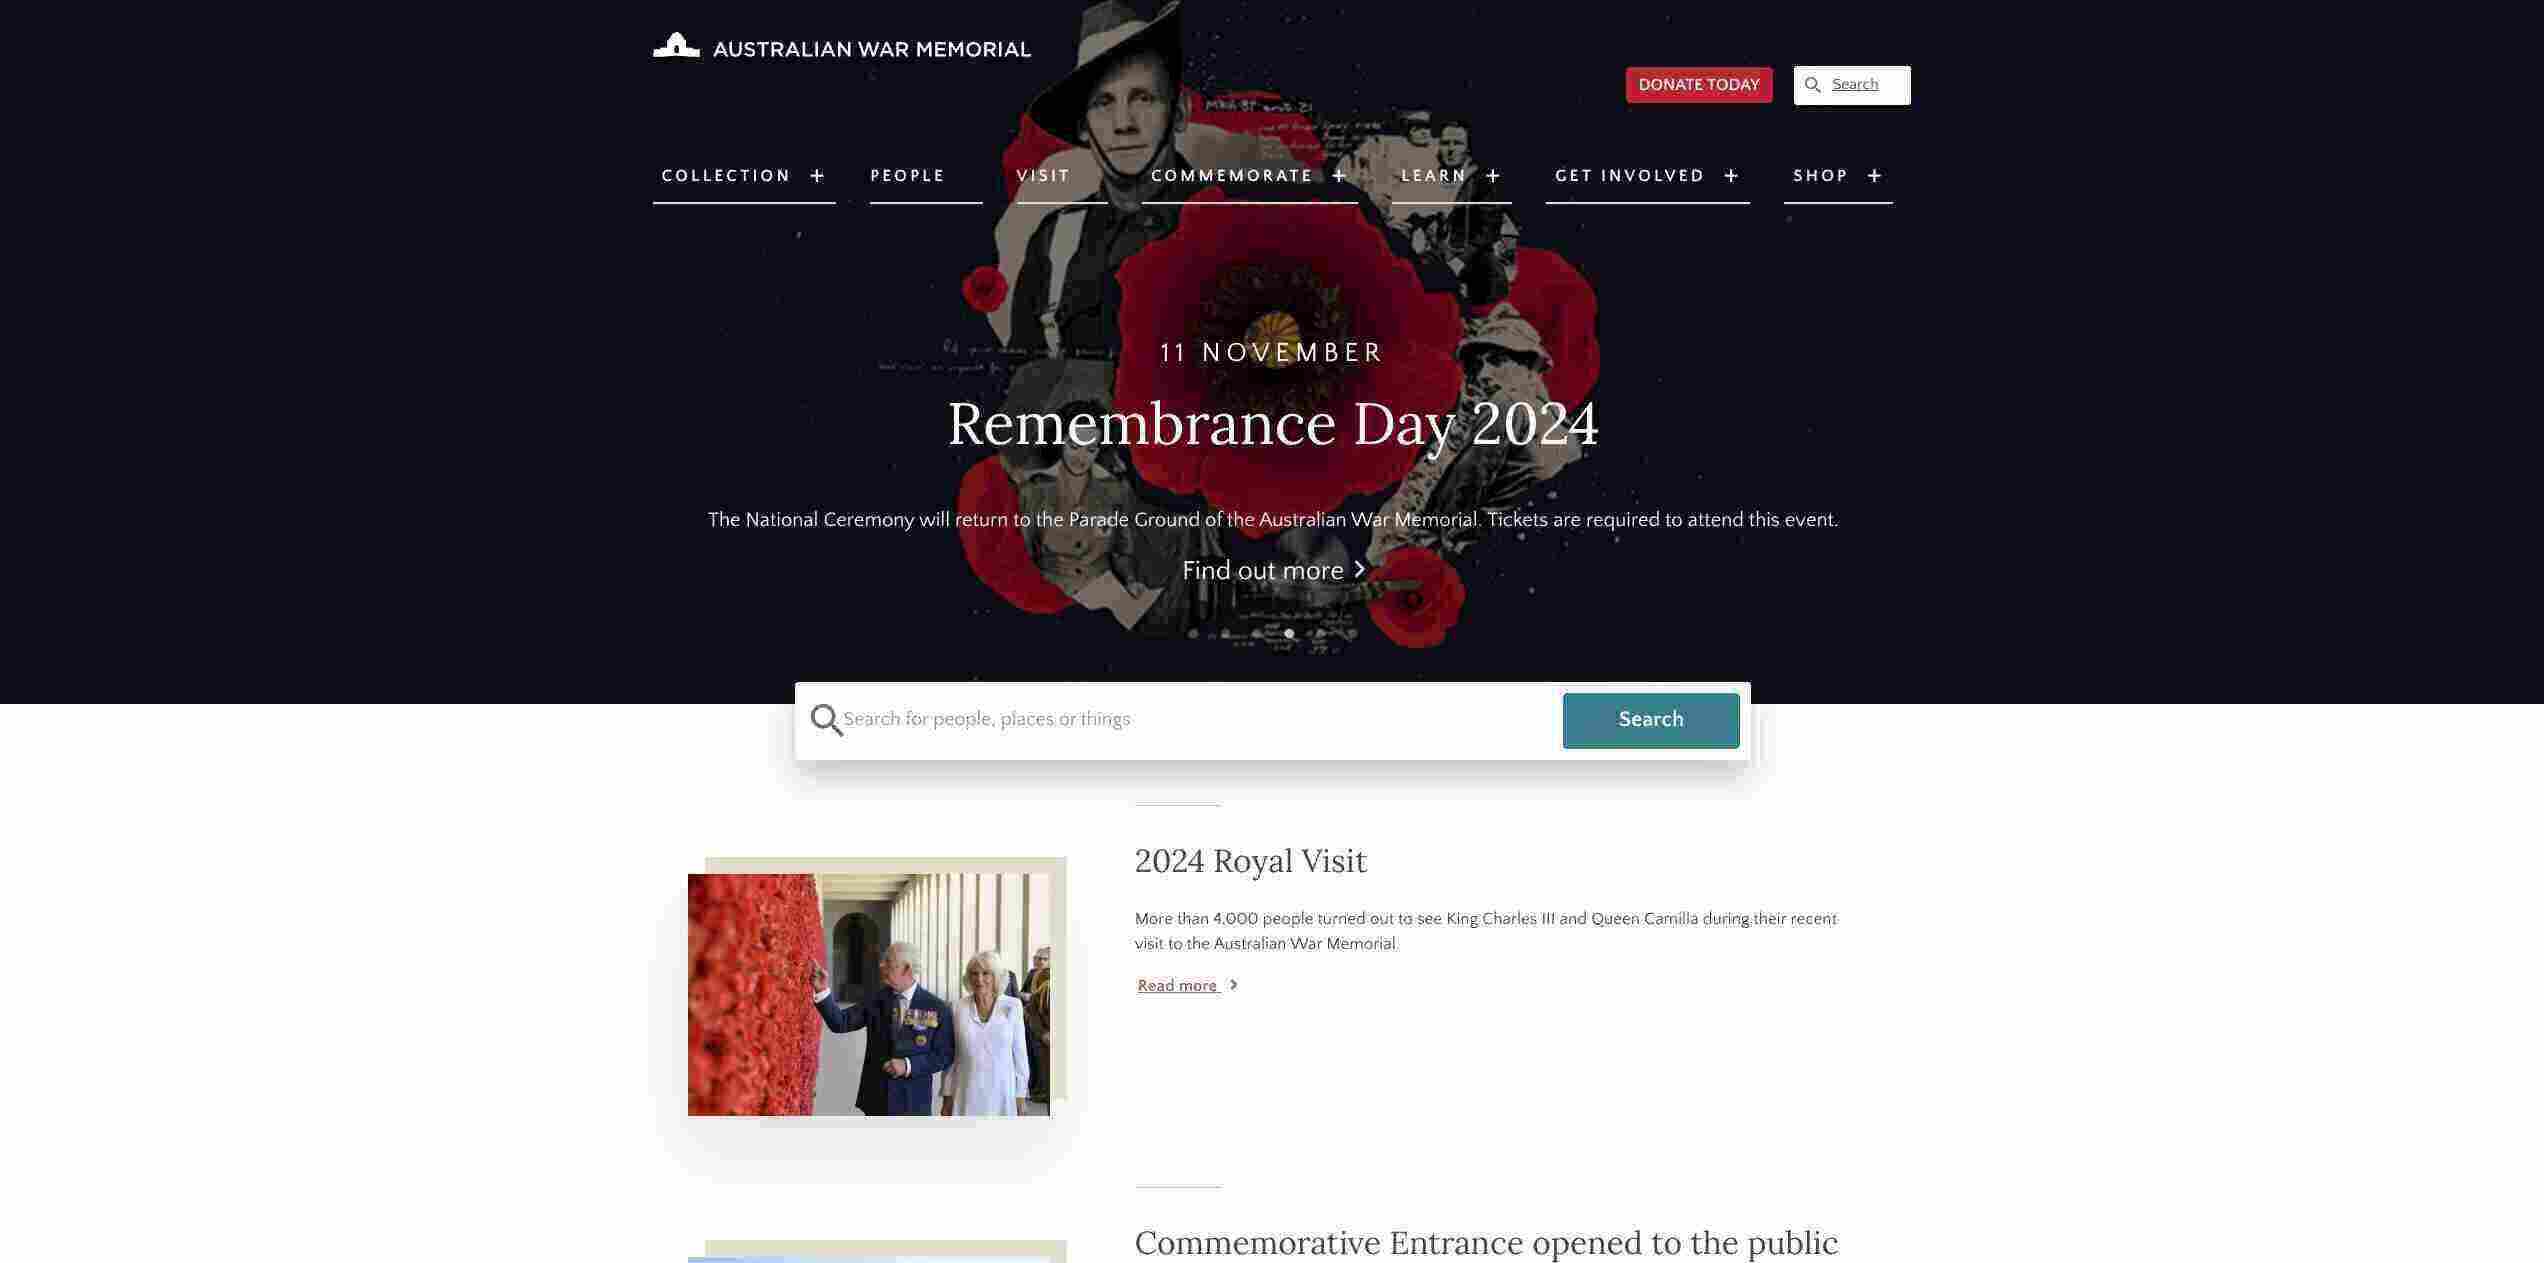 AUSTRALIAN WAR MEMORIAL
DONATE TODAY
Search
COLLECTION +
PEOPLE
VISIT
COMMEMORATE +
LEARN +
GET INVOLVED +
SHOP +
11 NOVEMBER
Remembrance Day 2024
The National Ceremony will return to the Parade Ground of the Australian War Memorial. Tickets are required to attend this event.
Find out more
Search for people, places or things
Search
2024 Royal Visit
More than 4,000 people turned out to see King Charles III and Queen Camilla during their recent
visit to the Australian War Memorial.
Read more
Commemorative Entrance opened to the public